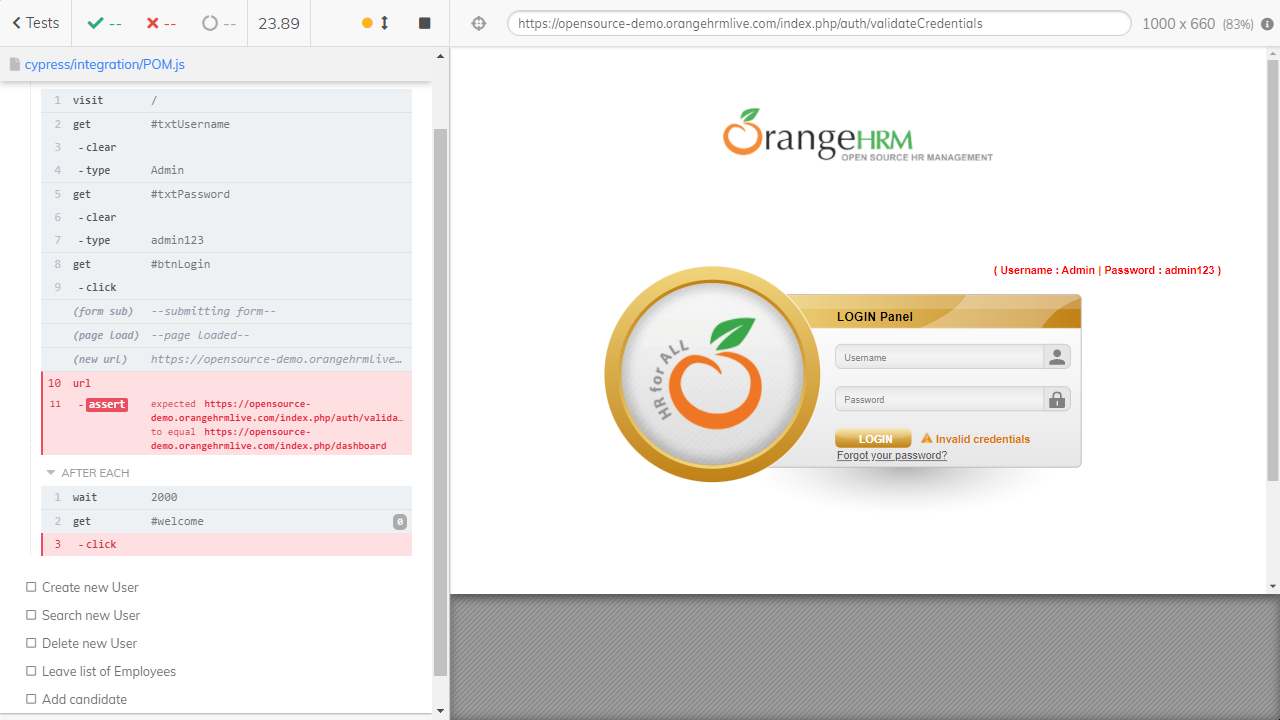 Tests
--
--
--
23.89
https://opensource-demo.orangehrmlive.com/index.php/auth/validateCredentials
1000 x 660 (83%)
cypress/integration/POM.js
1 visit /
2 get #txtUsername
3 -clear
4 -type Admin
5 get #txtPassword
6 -clear
7 -type admin123
8 get #btnLogin
9 -click
(form sub) --submitting form--
(page load) --page loaded--
(new url) https://opensource-demo.orangehrmlive…
10 url
11 -assert expected https://opensource-
demo.orangehrmlive.com/index.php/auth/valida…
to equal https://opensource-
demo.orangehrmlive.com/index.php/dashboard
AFTER EACH
1 wait 2000
2 get #welcome 0
3 -click
Create new User
Search new User
Delete new User
Leave list of Employees
Add candidate
OrangeHRM
OPEN SOURCE HR MANAGEMENT
( Username : Admin | Password : admin123 )
HR for ALL
LOGIN Panel
Username
Password
LOGIN Invalid credentials
Forgot your password?